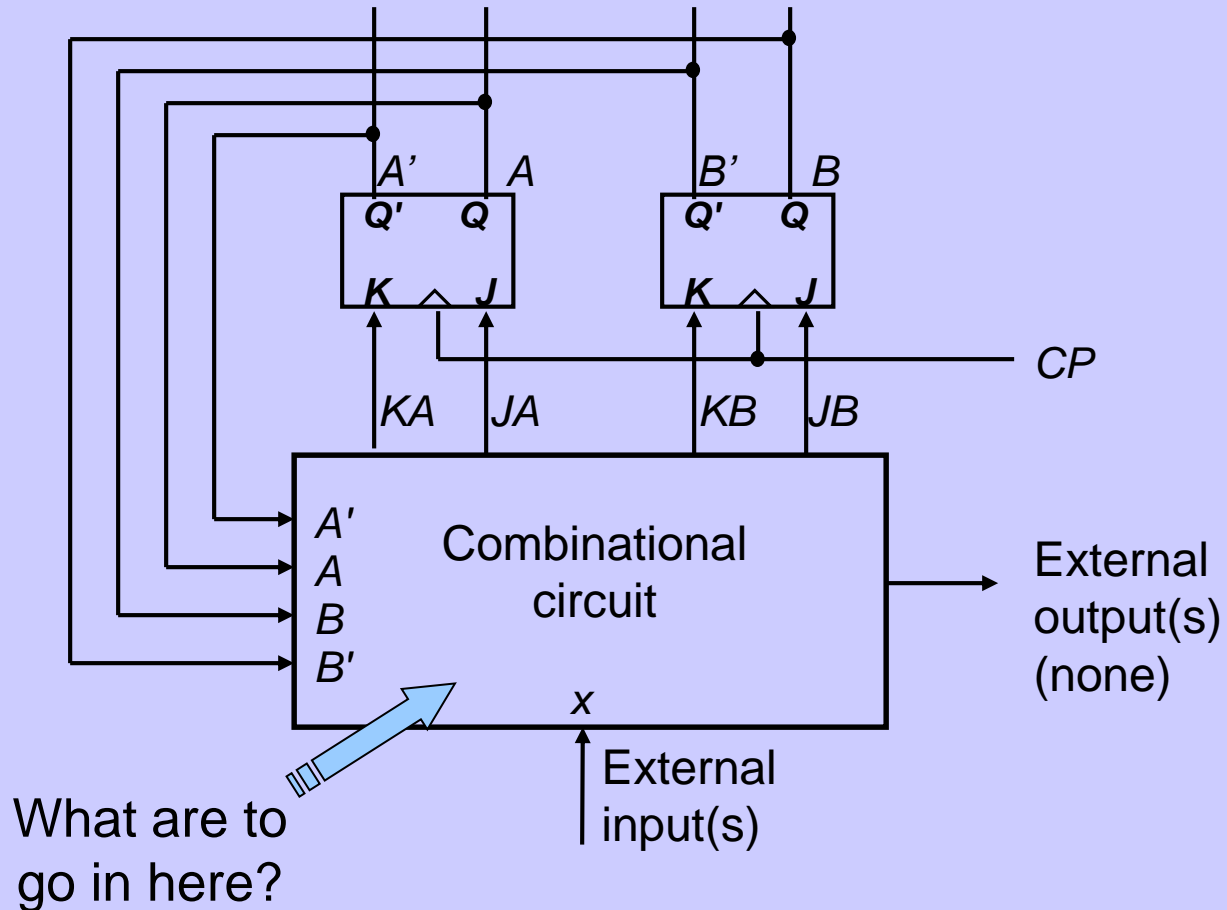 A’ A B’ B
Q' Q Q' Q
K J K J
CP
KA JA KB JB
A'
A
B
B'
Combinational
circuit
x
External
output(s)
(none)
External
input(s)
What are to
go in here?